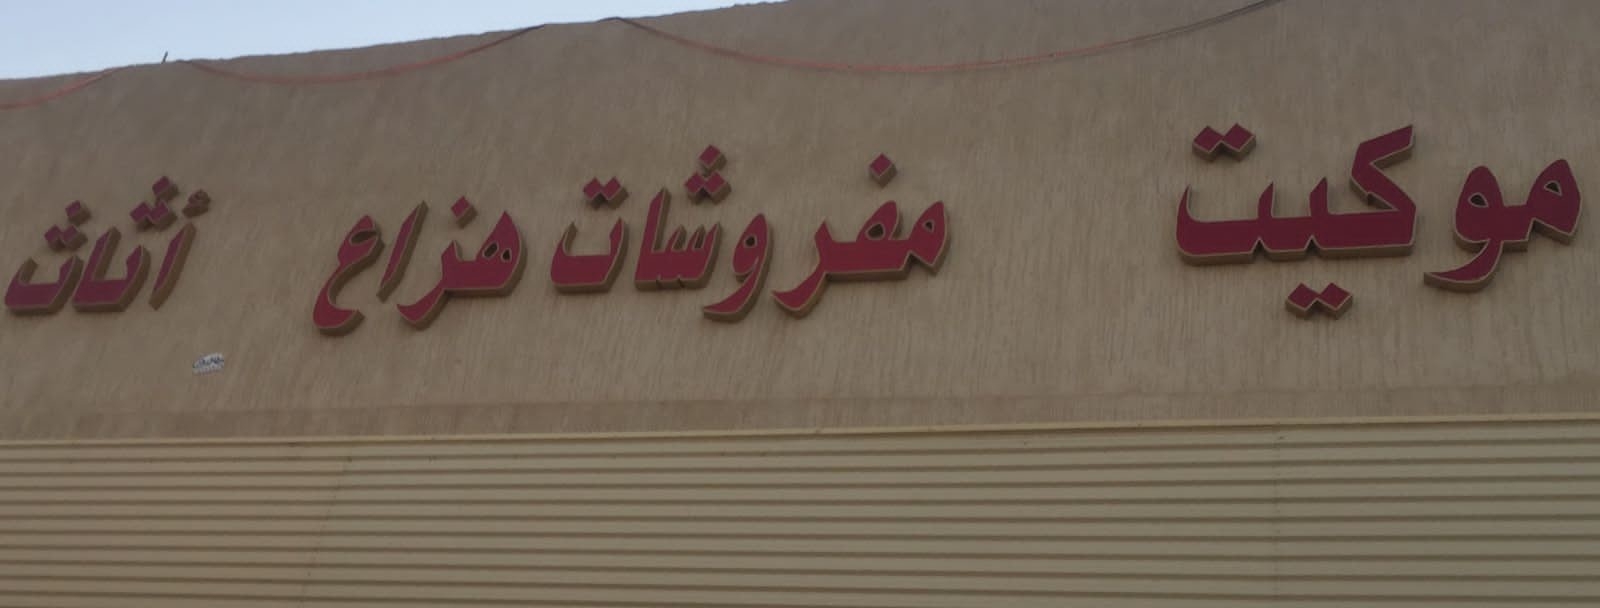 موكيت مفروشات هزاع أثاث